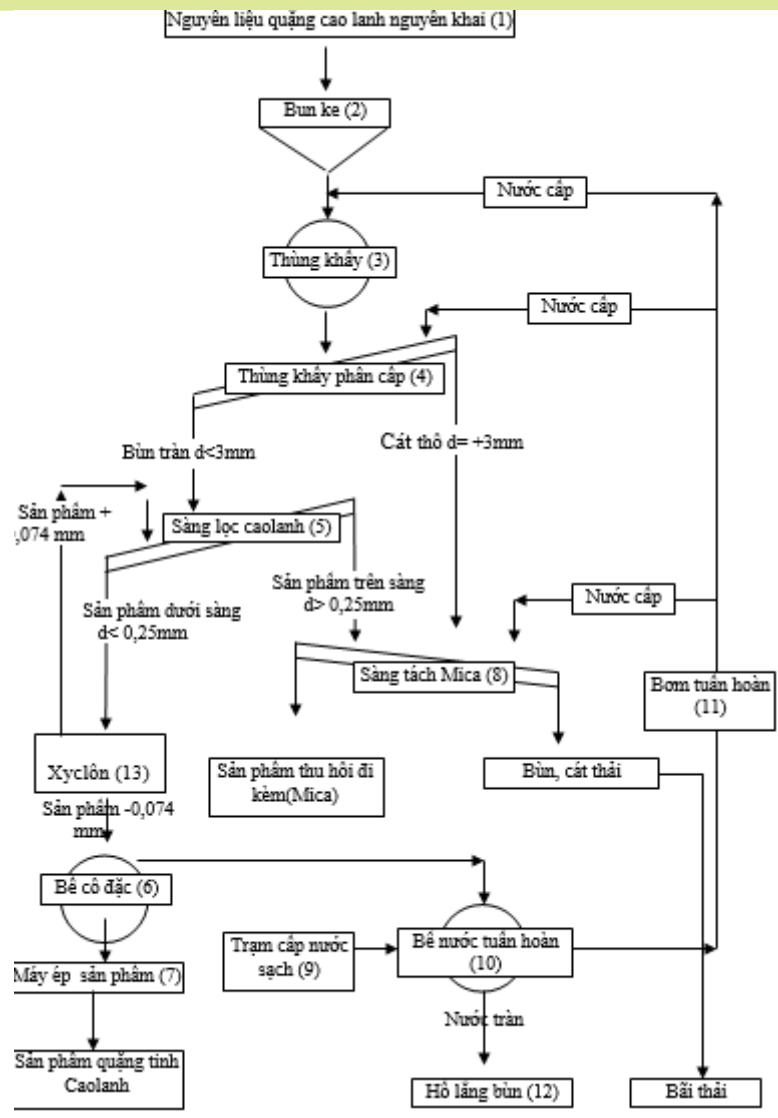 Nguyên liệu quặng cao lanh nguyên khai (1)
Bun ke (2)
Nước cấp
Thùng khấy (3)
Nước cấp
Thùng khấy phân cấp (4)
Bùn tràn d<3mm
Cát thô d= +3mm
Sản phẩm +
,074 mm
Sàng lọc caolanh (5)
Sản phẩm trên sàng
d> 0,25mm
Sản phẩm dưới sàng
d< 0,25mm
Nước cấp
Sàng tách Mica (8)
Bơm tuần hoàn
(11)
Xyclôn (13)
Sản phẩm thu hồi đi
kèm(Mica)
Bùn, cát thải
Sản phẩm -0,074
mm
Bể cô đặc (6)
Trạm cấp nước
sạch (9)
Bể nước tuần hoàn
(10)
Máy ép sản phẩm (7)
Nước tràn
Sản phẩm quặng tinh
Caolanh
Hồ lắng bùn (12)
Bãi thải